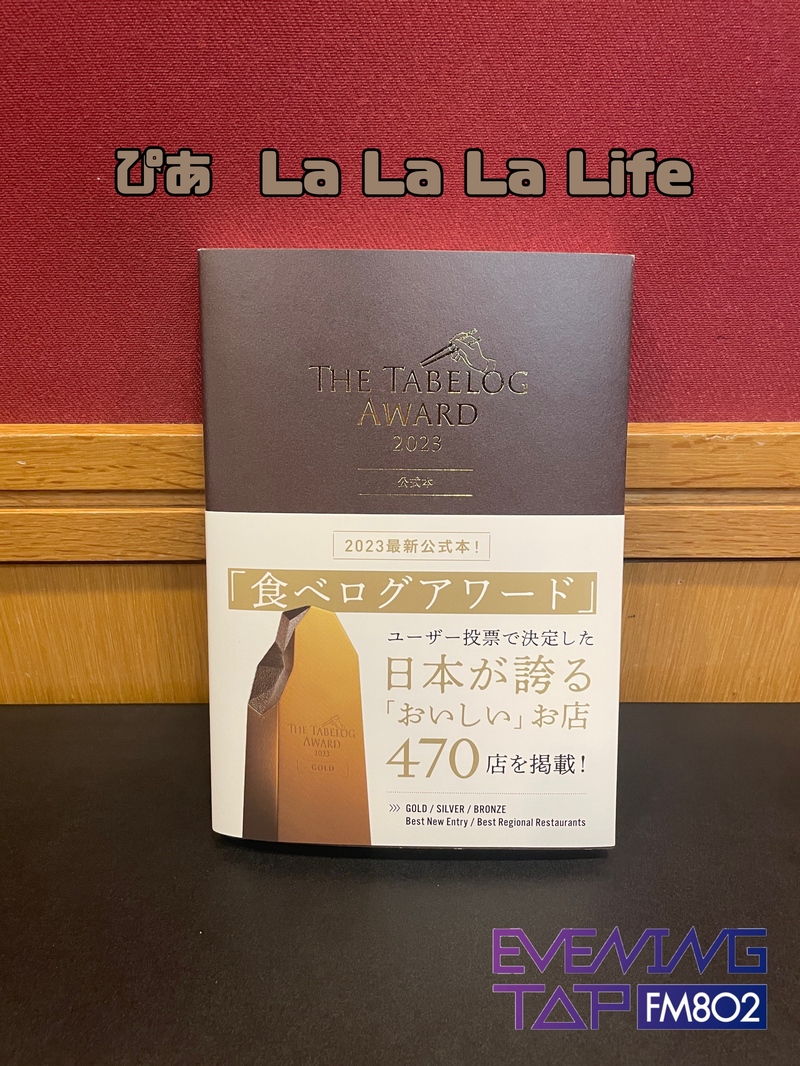 ぴあ La La La Life
THE TABELOG
AWARD
2023
公式本
2023最新公式本!
「食べログアワード」
ユーザー投票で決定した
日本が誇る
「おいしい」お店
470店を掲載!
THE TABELOG
AWARD
2023
GOLD
>>> GOLD / SILVER / BRONZE
Best New Entry / Best Regional Restaurants
EVENING
TAP FM802